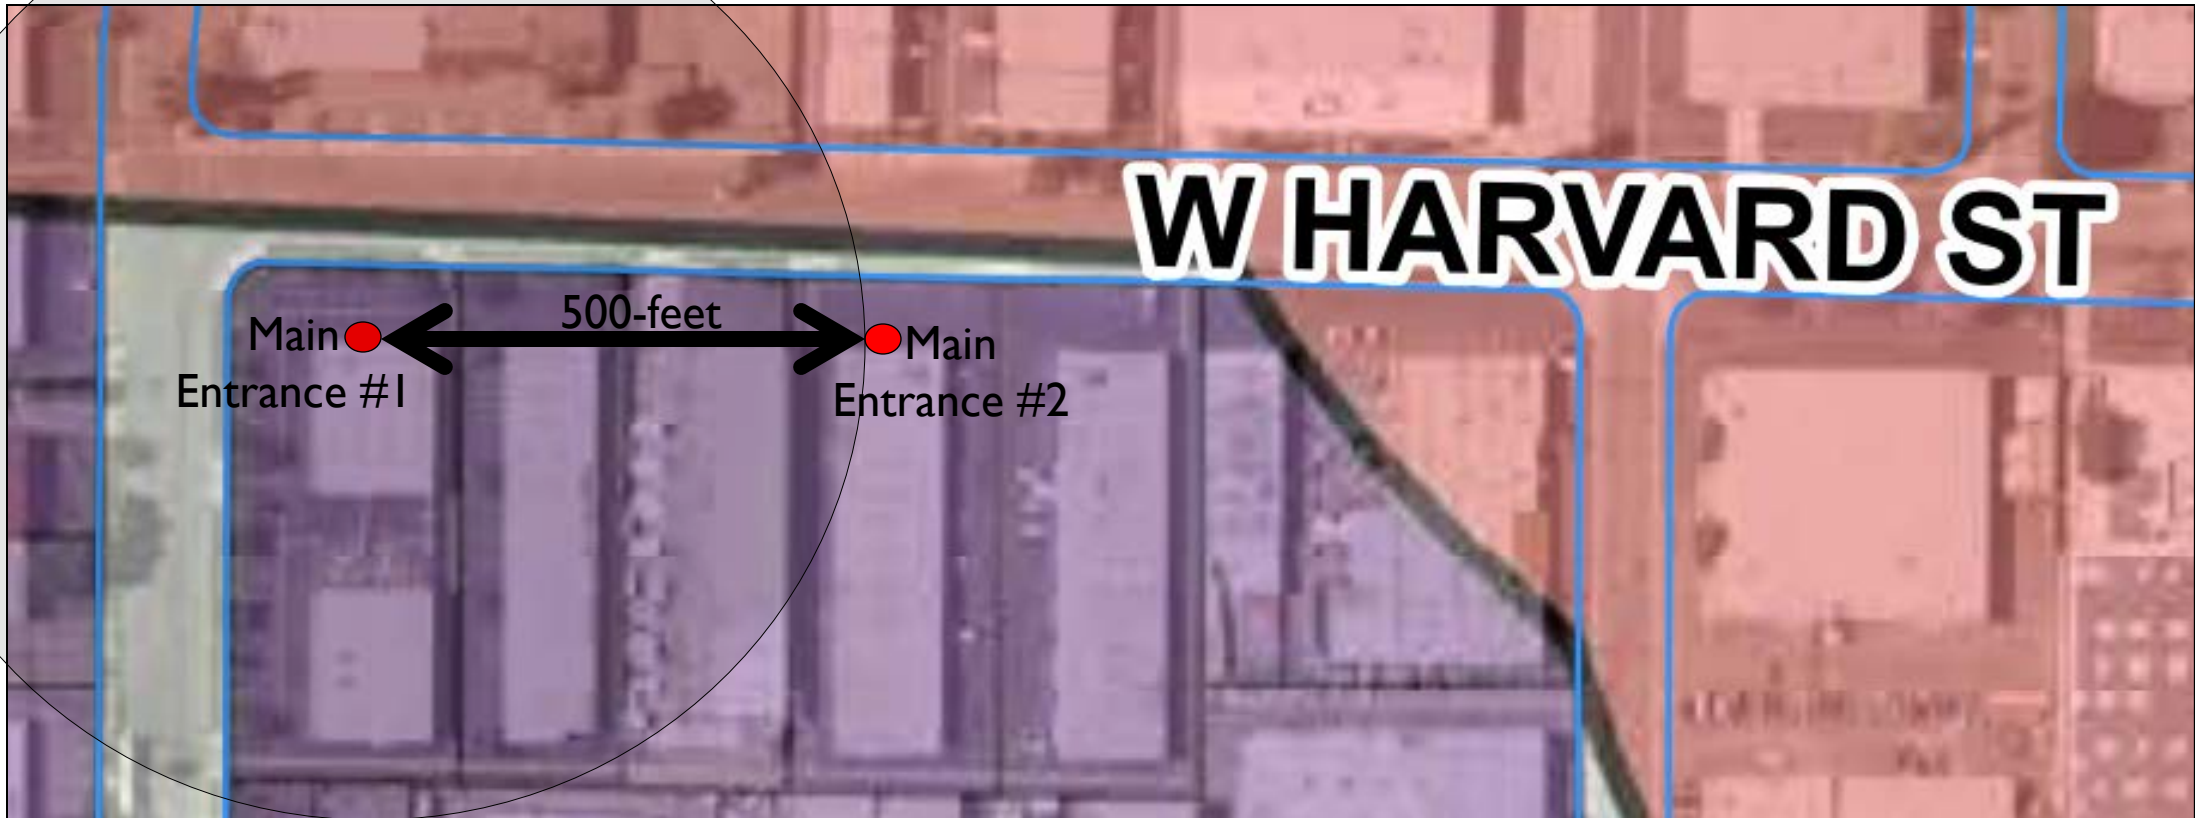 W HARVARD ST
500-feet
Main
Entrance #1
Main
Entrance #2